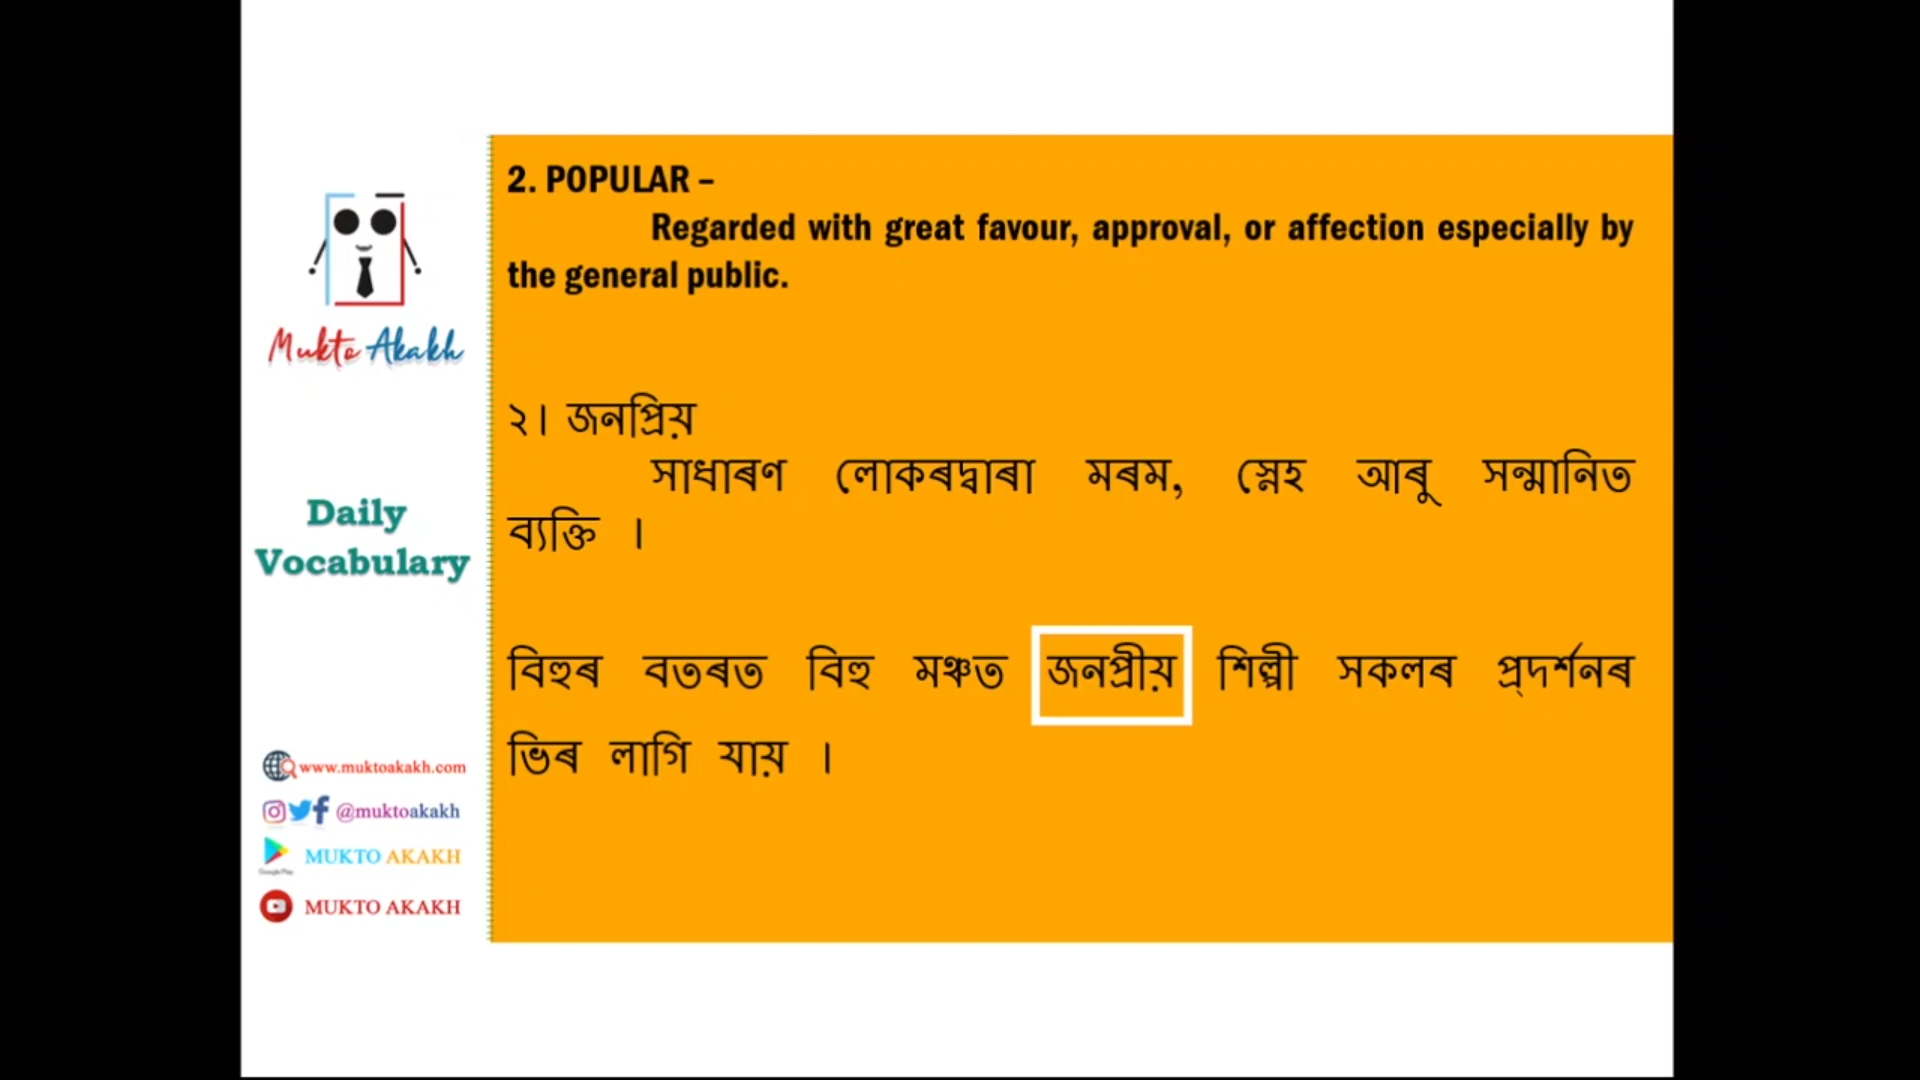 2. POPULAR –
Regarded with great favour, approval, or affection especially by
the general public.
২। জনপ্ৰিয়
সাধাৰণ লোকৰদ্বাৰা মৰম, স্নেহ আৰু সন্মানিত
ব্যক্তি ।
বিহুৰ বতৰত বিহু মঞ্চত জনপ্ৰীয় শিল্পী সকলৰ প্ৰদৰ্শনৰ
ভিৰ লাগি যায় ।
Mukto Akakh
Daily
Vocabulary
www.muktoakakh.com
@muktoakakh
Google Play
MUKTO AKAKH
MUKTO AKAKH